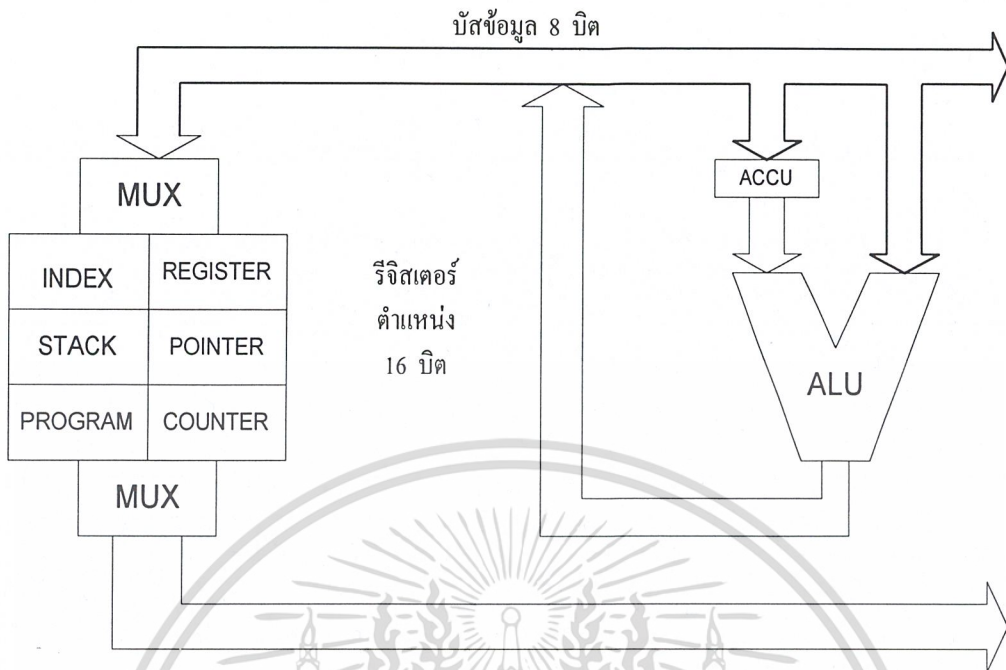 บัสข้อมูล 8 บิต
MUX
ACCU
INDEX REGISTER
STACK POINTER
PROGRAM COUNTER
MUX
รีจิสเตอร์
ตำแหน่ง
16 บิต
ALU